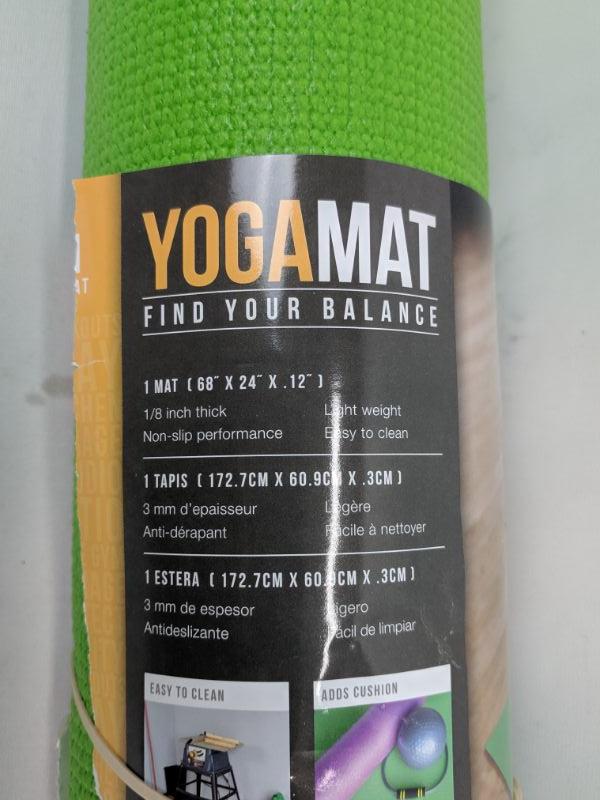 YOGAMAT
FIND YOUR BALANCE
1 MAT ( 68″ X 24″ X .12″ )
1/8 inch thick
Light weight
Non-slip performance
Easy to clean
1 TAPIS ( 172.7CM X 60.9CM X .3CM )
3 mm d'epaisseur
Légère
Anti-dérapant
Facile à nettoyer
1 ESTERA ( 172.7CM X 60.9CM X .3CM )
3 mm de espesor
Ligero
Antideslizante
Fácil de limpiar
EASY TO CLEAN
ADDS CUSHION